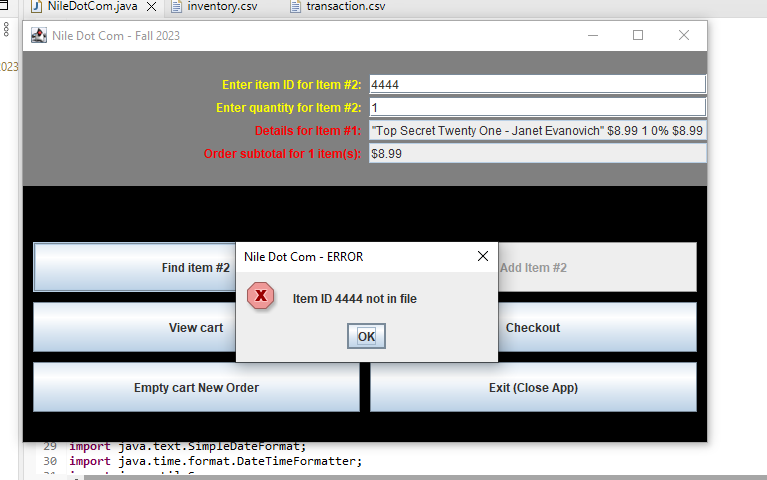 NileDotCom.java inventory.csv transaction.csv
Nile Dot Com - Fall 2023
2023
Enter item ID for Item #2: 4444
Enter quantity for Item #2: 1
Details for Item #1: "Top Secret Twenty One - Janet Evanovich" $8.99 1 0% $8.99
Order subtotal for 1 item(s): $8.99
Nile Dot Com - ERROR
Item ID 4444 not in file
OK
Find item #2 Add Item #2
View cart Checkout
Empty cart New Order Exit (Close App)
29 import java.text.SimpleDateFormat;
30 import java.time.format.DateTimeFormatter;